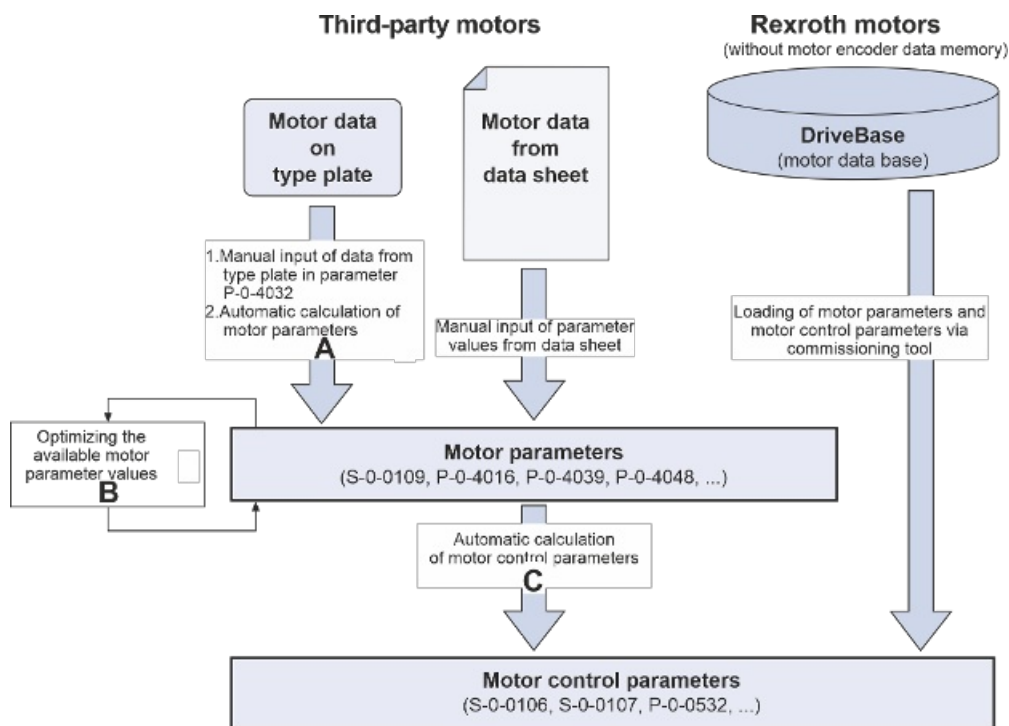 Third-party motors
Rexroth motors
(without motor encoder data memory)
Motor data
on
type plate
Motor data
from
data sheet
DriveBase
(motor data base)
1.Manual input of data from
type plate in parameter
P-0-4032
2.Automatic calculation of
motor parameters
A
Manual input of parameter
values from data sheet
Loading of motor parameters and
motor control parameters via
commissioning tool
Optimizing the
available motor
parameter values
B
Motor parameters
(S-0-0109, P-0-4016, P-0-4039, P-0-4048, ...)
Automatic calculation
of motor control parameters
C
Motor control parameters
(S-0-0106, S-0-0107, P-0-0532, ...)